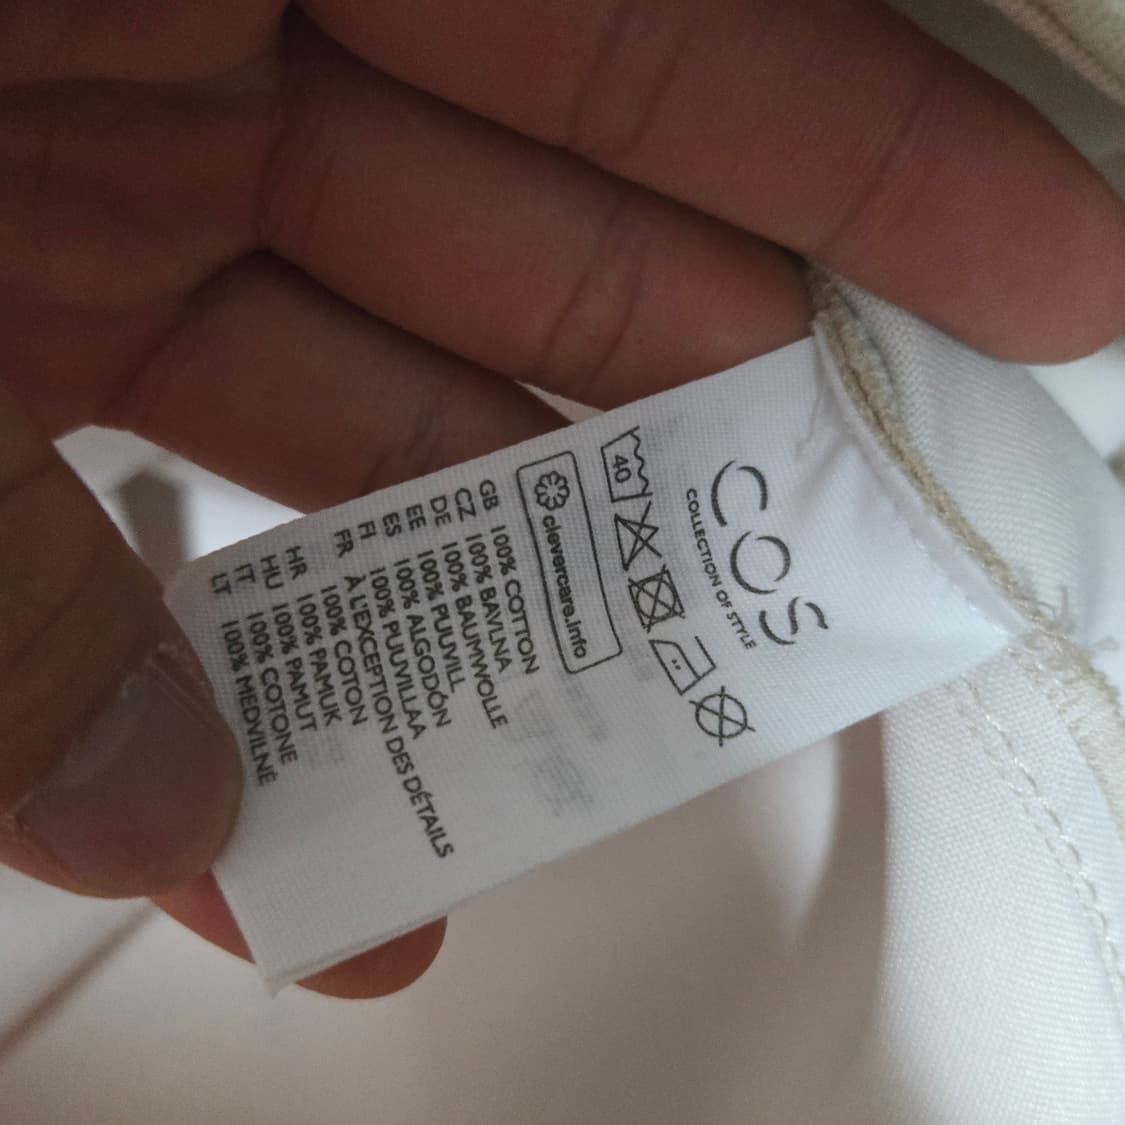 COS
COLLECTION OF STYLE
40
clevercare.info
GB 100% COTTON
CZ 100% BAVLNA
DE 100% BAUMWOLLE
EE 100% PUUVILL
ES 100% ALGODÓN
FI 100% PUUVILLAA
FR À L'EXCEPTION DES DÉTAILS
100% COTON
HR 100% PAMUK
HU 100% PAMUT
IT 100% COTONE
LT 100% MEDVILNĖ